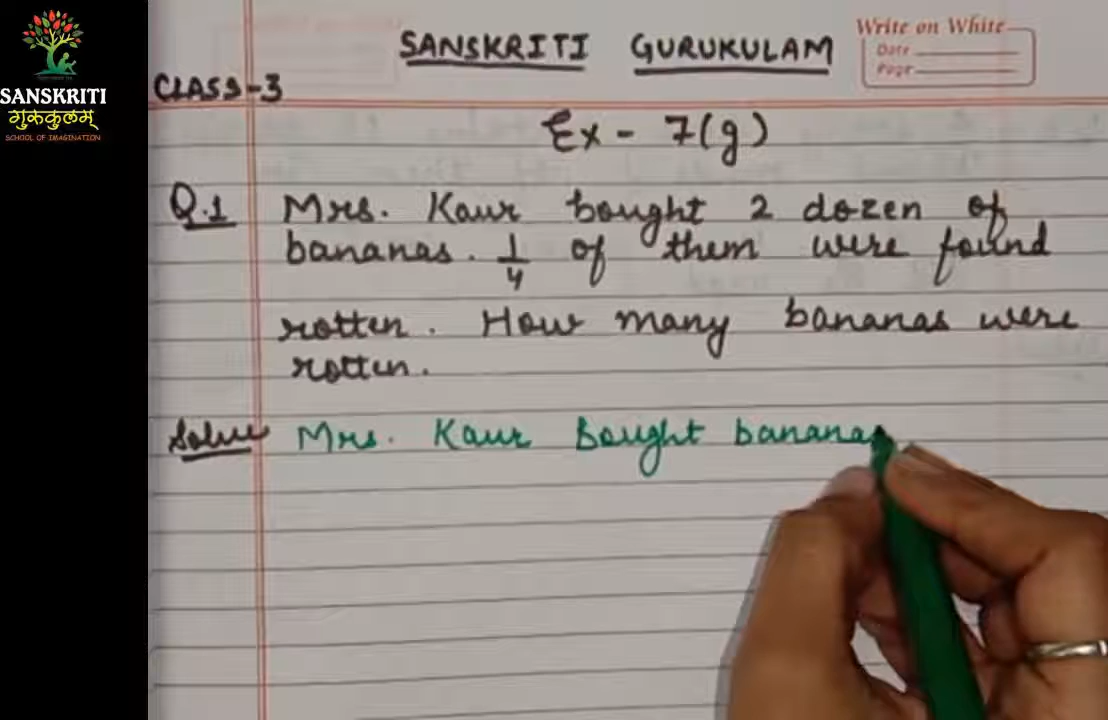 SANSKRITI
गुरुकुलम्
SCHOOL OF IMAGINATION
SANSKRITI GURUKULAM
Write on White
Date
Page
CLASS-3
Ex - 7(g)
Q.1 Mrs. Kaur bought 2 dozen of
bananas. 1/4 of them were found
rotten. How many bananas were
rotten.
Solve Mrs. Kaur Bought bananas